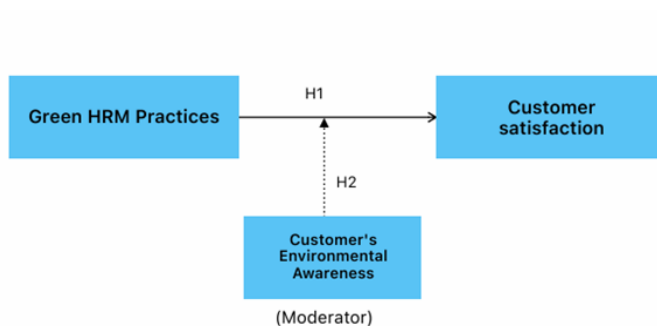 H1
Green HRM Practices
Customer
satisfaction
H2
Customer's
Environmental
Awareness
(Moderator)